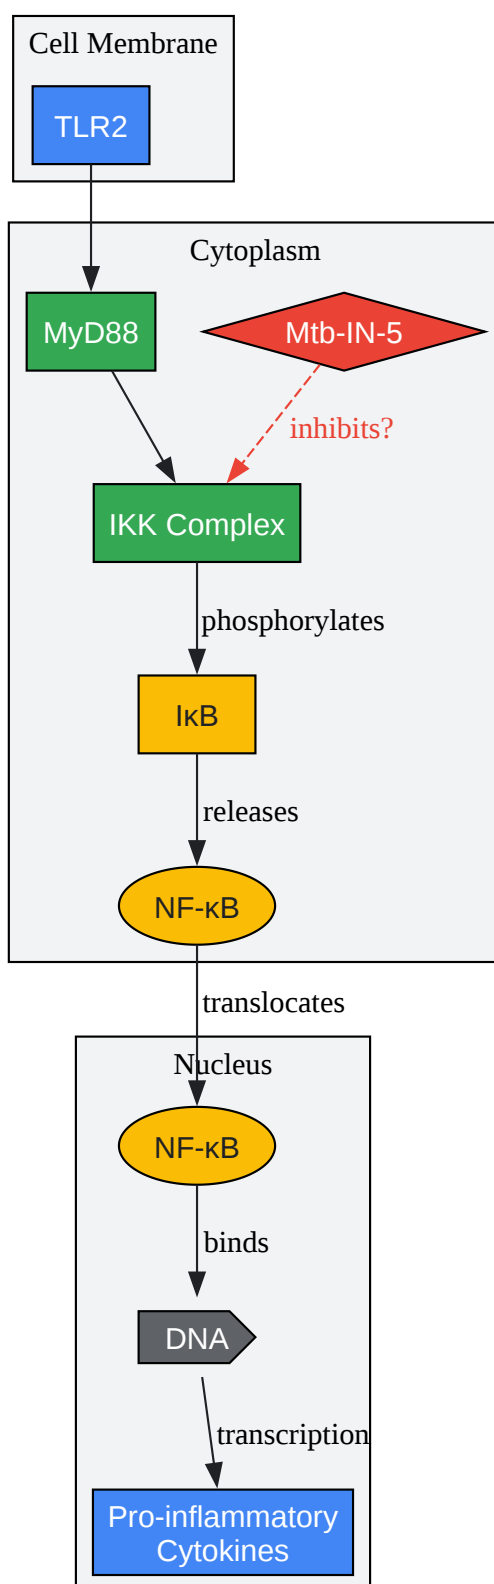 Cell Membrane
TLR2
Cytoplasm
MyD88
Mtb-IN-5
inhibits?
IKK Complex
phosphorylates
IκB
releases
NF-κB
translocates
Nucleus
NF-κB
binds
DNA
transcription
Pro-inflammatory
Cytokines